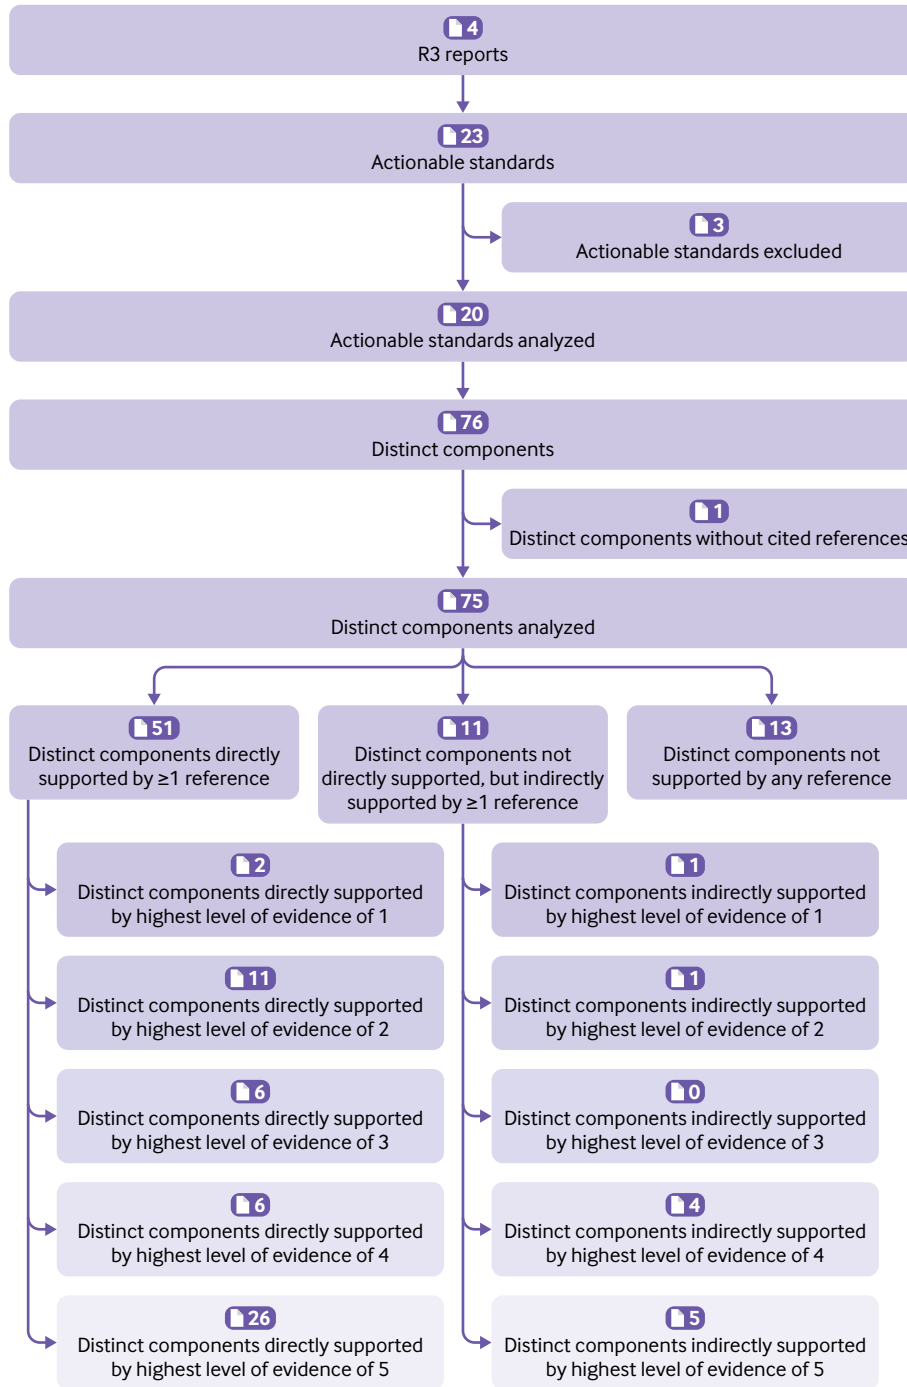 4
R3 reports
23
Actionable standards
3
Actionable standards excluded
20
Actionable standards analyzed
76
Distinct components
1
Distinct components without cited references
75
Distinct components analyzed
51
Distinct components directly
supported by ≥1 reference
11
Distinct components not
directly supported, but indirectly
supported by ≥1 reference
13
Distinct components not
supported by any reference
2
Distinct components directly supported
by highest level of evidence of 1
11
Distinct components directly supported
by highest level of evidence of 2
6
Distinct components directly supported
by highest level of evidence of 3
6
Distinct components directly supported
by highest level of evidence of 4
26
Distinct components directly supported
by highest level of evidence of 5
1
Distinct components indirectly supported
by highest level of evidence of 1
1
Distinct components indirectly supported
by highest level of evidence of 2
0
Distinct components indirectly supported
by highest level of evidence of 3
4
Distinct components indirectly supported
by highest level of evidence of 4
5
Distinct components indirectly supported
by highest level of evidence of 5